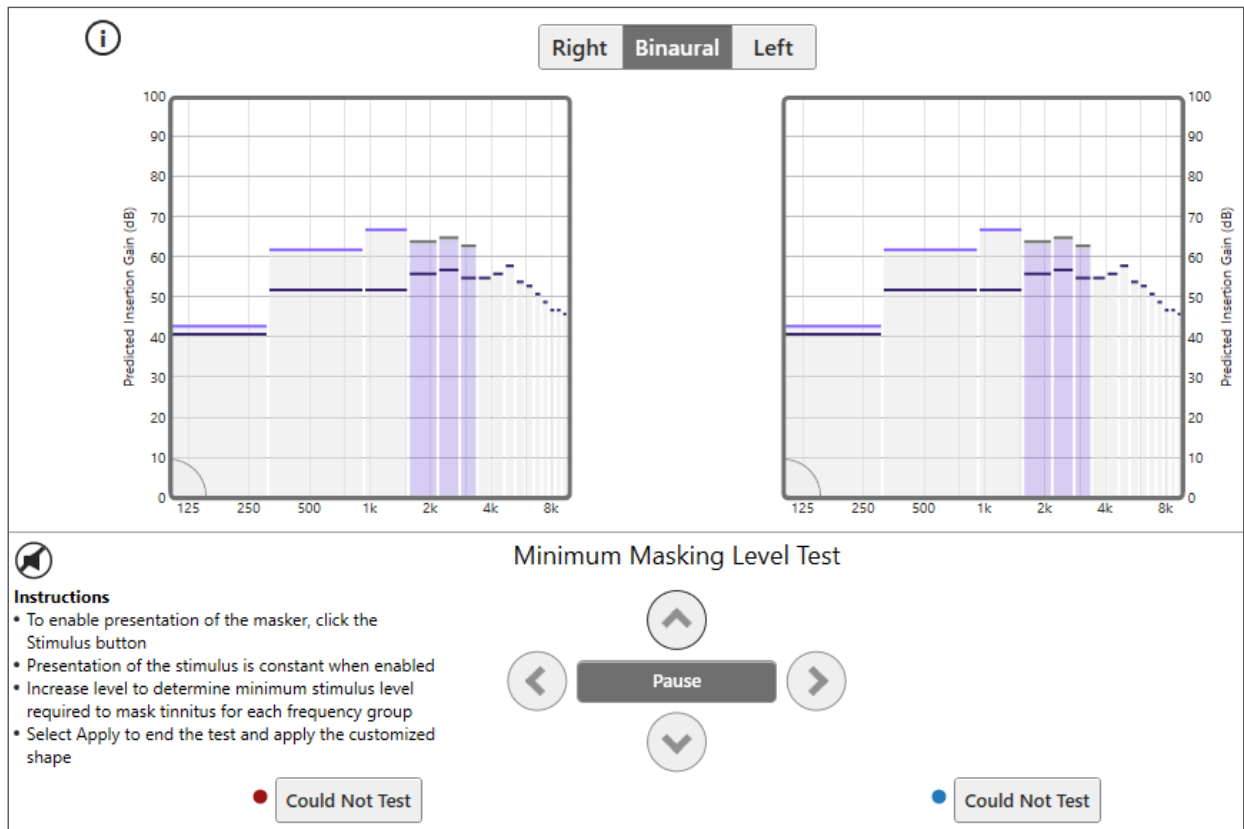 i
Right Binaural Left
100 100
90 90
80 80
70 70
60 60
50 50
40 40
30 30
20 20
10 10
0 0
Predicted Insertion Gain (dB) Predicted Insertion Gain (dB)
125 250 500 1k 2k 4k 8k 125 250 500 1k 2k 4k 8k
Minimum Masking Level Test
Instructions
• To enable presentation of the masker, click the
Stimulus button
• Presentation of the stimulus is constant when enabled
• Increase level to determine minimum stimulus level
required to mask tinnitus for each frequency group
• Select Apply to end the test and apply the customized
shape
Pause
Could Not Test Could Not Test